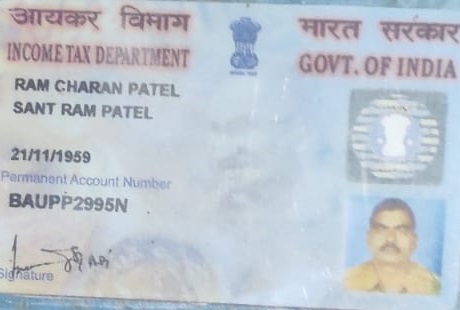 आयकर विभाग
INCOME TAX DEPARTMENT
भारत सरकार
GOVT. OF INDIA
RAM CHARAN PATEL
SANT RAM PATEL
21/11/1959
Permanent Account Number
BAUPP2995N
Signature